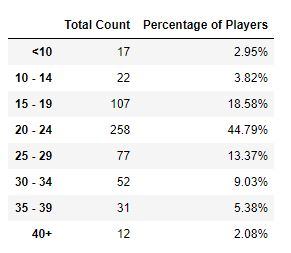 Total Count Percentage of Players
<10 17 2.95%
10 - 14 22 3.82%
15 - 19 107 18.58%
20 - 24 258 44.79%
25 - 29 77 13.37%
30 - 34 52 9.03%
35 - 39 31 5.38%
40+ 12 2.08%